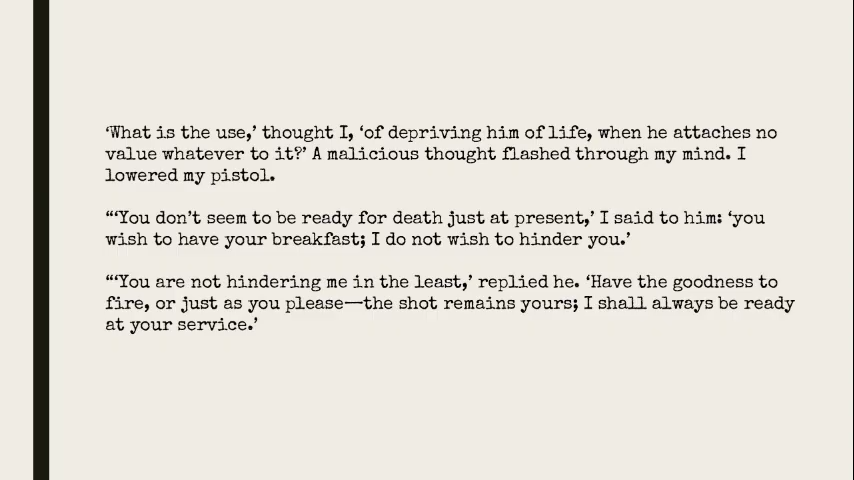 ‘What is the use,’ thought I, ‘of depriving him of life, when he attaches no
value whatever to it?’ A malicious thought flashed through my mind. I
lowered my pistol.
“‘You don’t seem to be ready for death just at present,’ I said to him: ‘you
wish to have your breakfast; I do not wish to hinder you.’
“‘You are not hindering me in the least,’ replied he. ‘Have the goodness to
fire, or just as you please—the shot remains yours; I shall always be ready
at your service.’